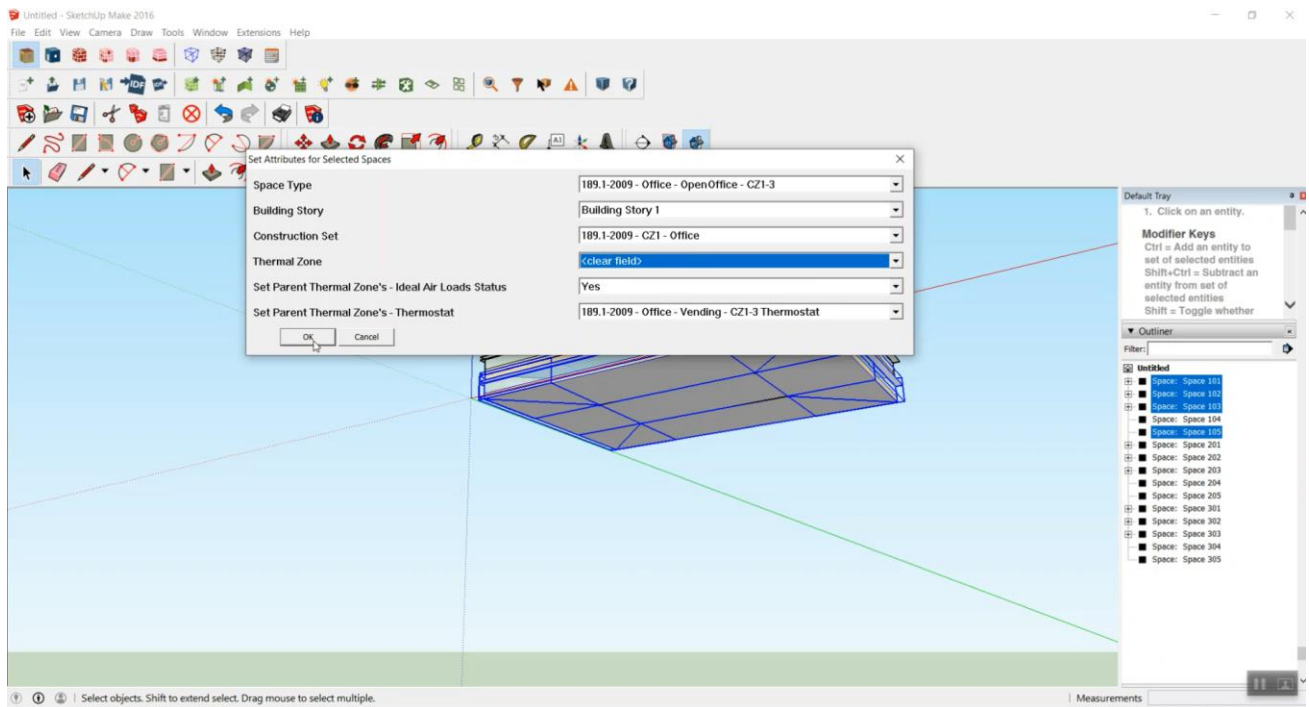 Untitled - SketchUp Make 2016
File Edit View Camera Draw Tools Window Extensions Help
IDF
A1
Set Attributes for Selected Spaces
Space Type 189.1-2009 - Office - OpenOffice - CZ1-3
Building Story Building Story 1
Construction Set 189.1-2009 - CZ1 - Office
Thermal Zone <clear field>
Set Parent Thermal Zone's - Ideal Air Loads Status Yes
Set Parent Thermal Zone's - Thermostat 189.1-2009 - Office - Vending - CZ1-3 Thermostat
OK Cancel
Default Tray
1. Click on an entity.
Modifier Keys
Ctrl = Add an entity to
set of selected entities
Shift+Ctrl = Subtract an
entity from set of
selected entities
Shift = Toggle whether
Outliner
Filter:
Untitled
Space: Space 101
Space: Space 102
Space: Space 103
Space: Space 104
Space: Space 105
Space: Space 201
Space: Space 202
Space: Space 203
Space: Space 204
Space: Space 205
Space: Space 301
Space: Space 302
Space: Space 303
Space: Space 304
Space: Space 305
Select objects. Shift to extend select. Drag mouse to select multiple.
Measurements